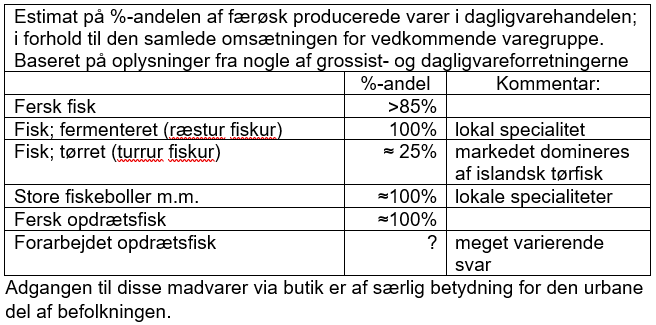 Estimat på %-andelen af færøsk producerede varer i dagligvarehandelen;
i forhold til den samlede omsætningen for vedkommende varegruppe.
Baseret på oplysninger fra nogle af grossist- og dagligvareforretningerne
%-andel Kommentar:
Fersk fisk >85%
Fisk; fermenteret (ræstur fiskur) 100% lokal specialitet
Fisk; tørret (turrur fiskur) ≈ 25% markedet domineres
af islandsk tørfisk
Store fiskeboller m.m. ≈100% lokale specialiteter
Fersk opdrætsfisk ≈100%
Forarbejdet opdrætsfisk ? meget varierende
svar
Adgangen til disse madvarer via butik er af særlig betydning for den urbane
del af befolkningen.